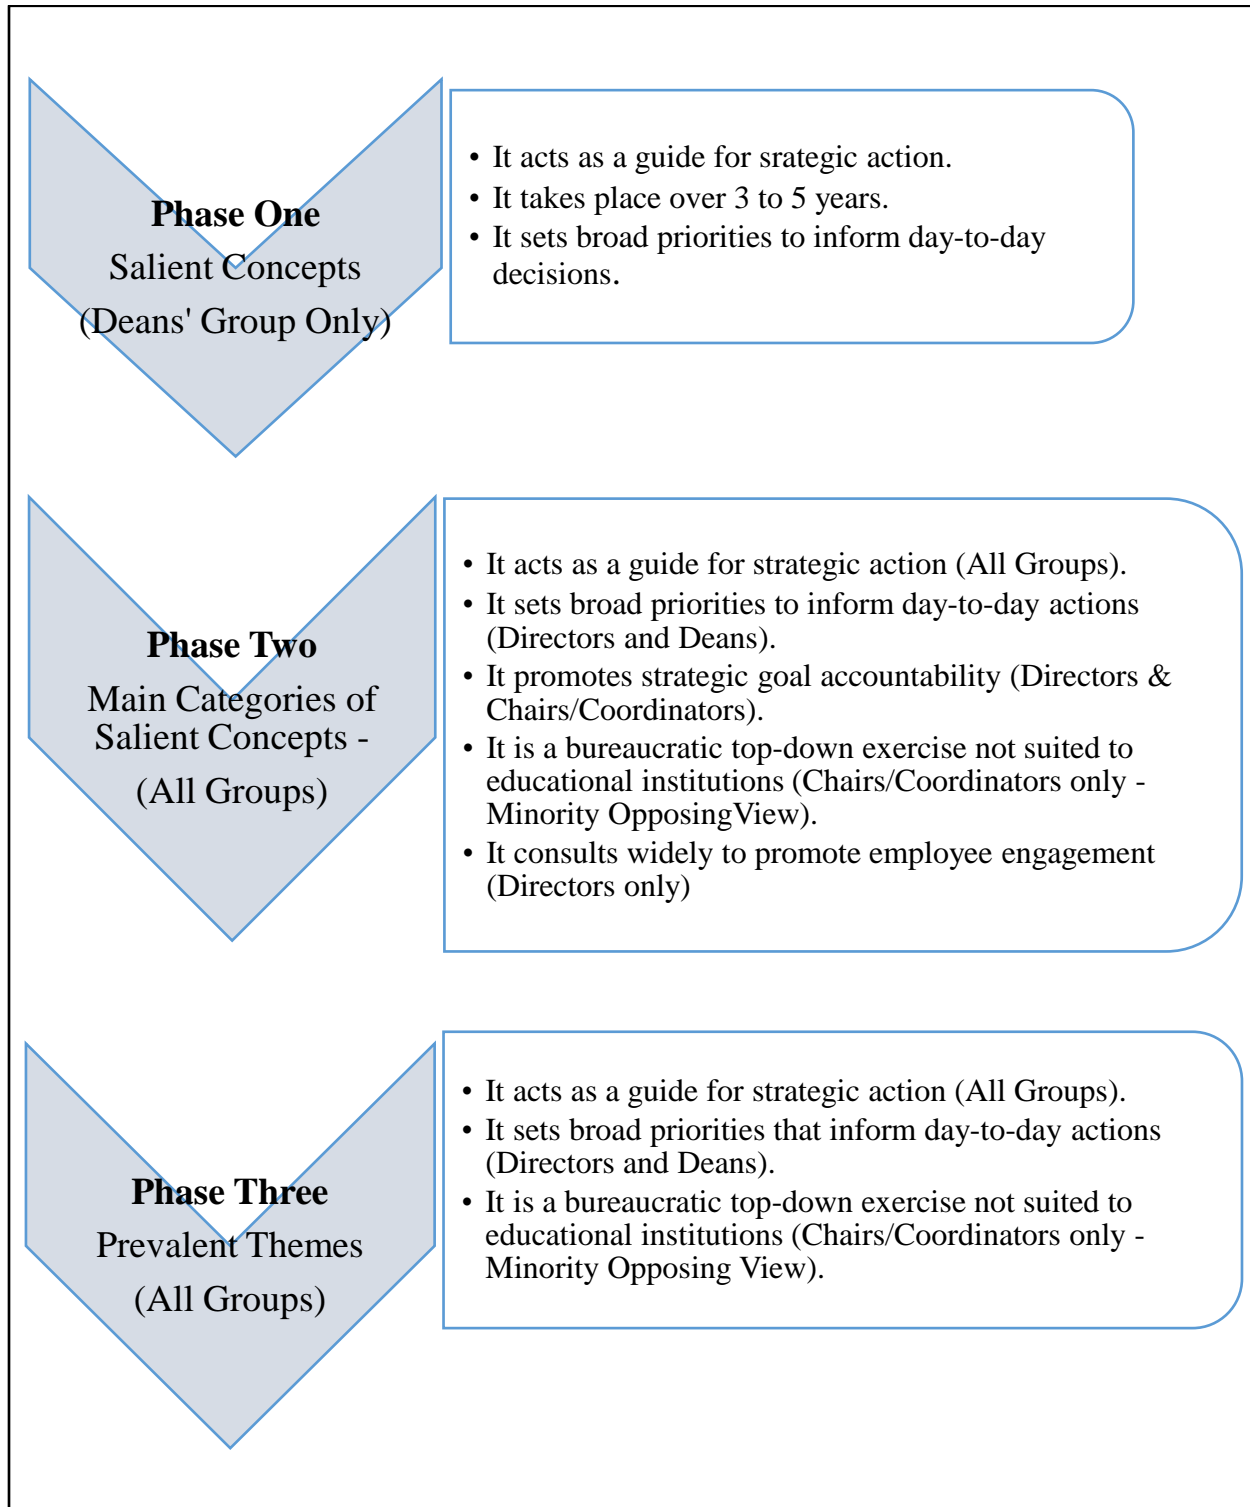 Phase One
Salient Concepts
(Deans' Group Only)
• It acts as a guide for srategic action.
• It takes place over 3 to 5 years.
• It sets broad priorities to inform day-to-day
decisions.
Phase Two
Main Categories of
Salient Concepts -
(All Groups)
• It acts as a guide for strategic action (All Groups).
• It sets broad priorities to inform day-to-day actions
(Directors and Deans).
• It promotes strategic goal accountability (Directors &
Chairs/Coordinators).
• It is a bureaucratic top-down exercise not suited to
educational institutions (Chairs/Coordinators only -
Minority OpposingView).
• It consults widely to promote employee engagement
(Directors only)
Phase Three
Prevalent Themes
(All Groups)
• It acts as a guide for strategic action (All Groups).
• It sets broad priorities that inform day-to-day actions
(Directors and Deans).
• It is a bureaucratic top-down exercise not suited to
educational institutions (Chairs/Coordinators only -
Minority Opposing View).